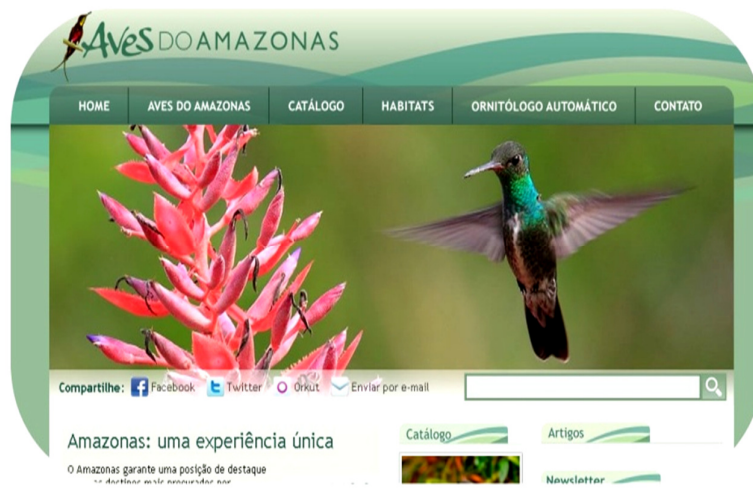 Aves DO AMAZONAS
HOME AVES DO AMAZONAS CATÁLOGO HABITATS ORNITÓLOGO AUTOMÁTICO CONTATO
Compartilhe: Facebook Twitter Orkut Enviar por e-mail
Catálogo Artigos
Amazonas: uma experiência única
O Amazonas garante uma posição de destaque
destinos mais procurados por
Newsletter